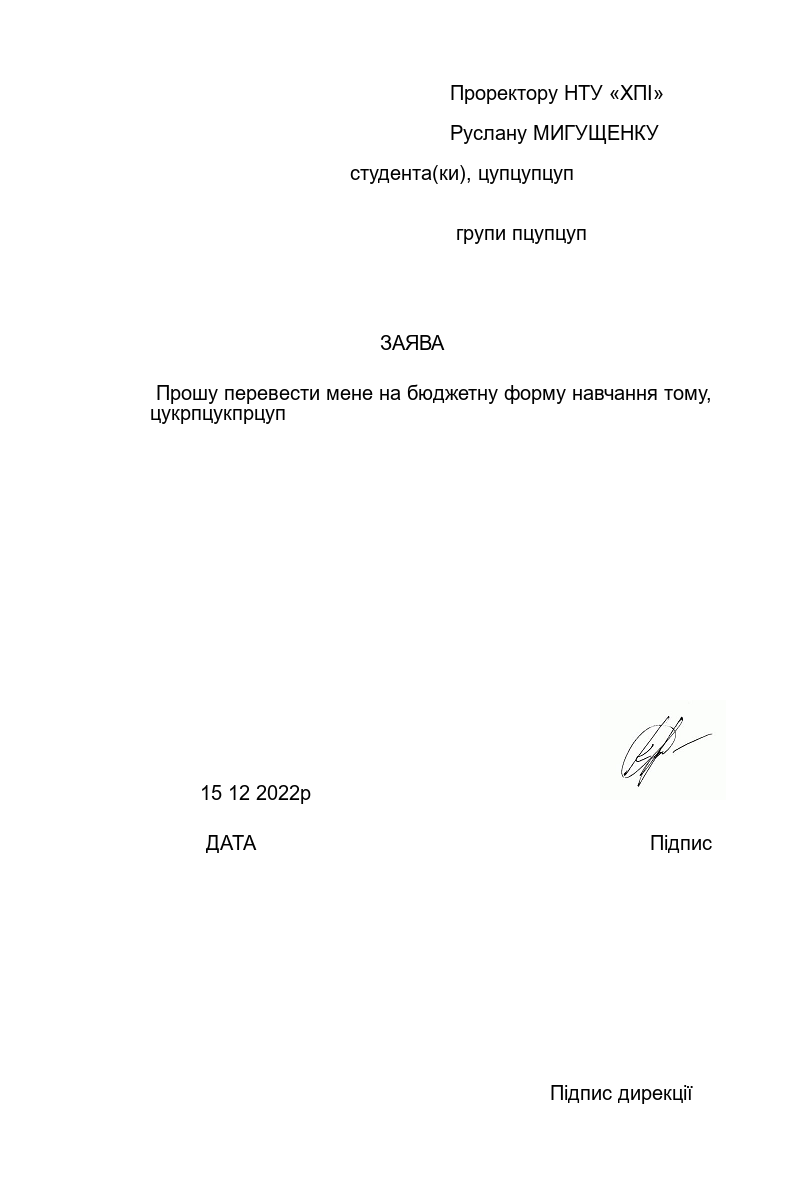 Проректору НТУ «ХПІ»
Руслану МИГУЩЕНКУ
студента(ки), цупцупцуп
групи пцупцуп
ЗАЯВА
Прошу перевести мене на бюджетну форму навчання тому,
цукрпцукпрцуп
15 12 2022р
ДАТА
Підпис
Підпис дирекції